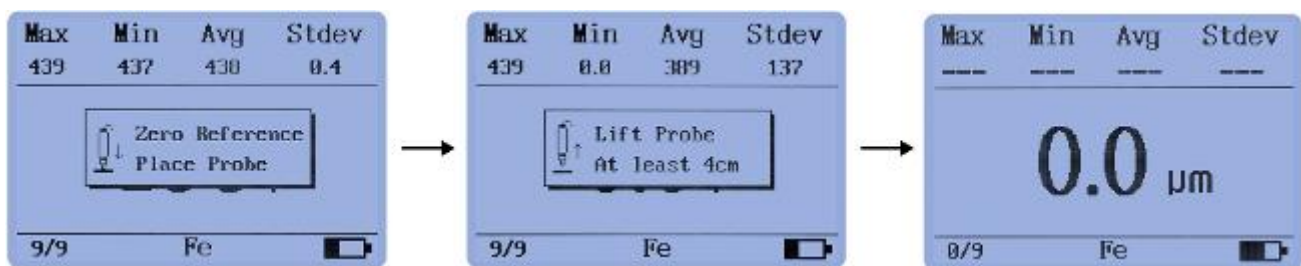 Max Min Avg Stdev
439 437 438 0.4
Zero Reference
Place Probe
9/9 Fe
Max Min Avg Stdev
439 0.0 389 137
Lift Probe
At least 4cm
9/9 Fe
Max Min Avg Stdev
--- --- --- ---
0.0 µm
0/9 Fe